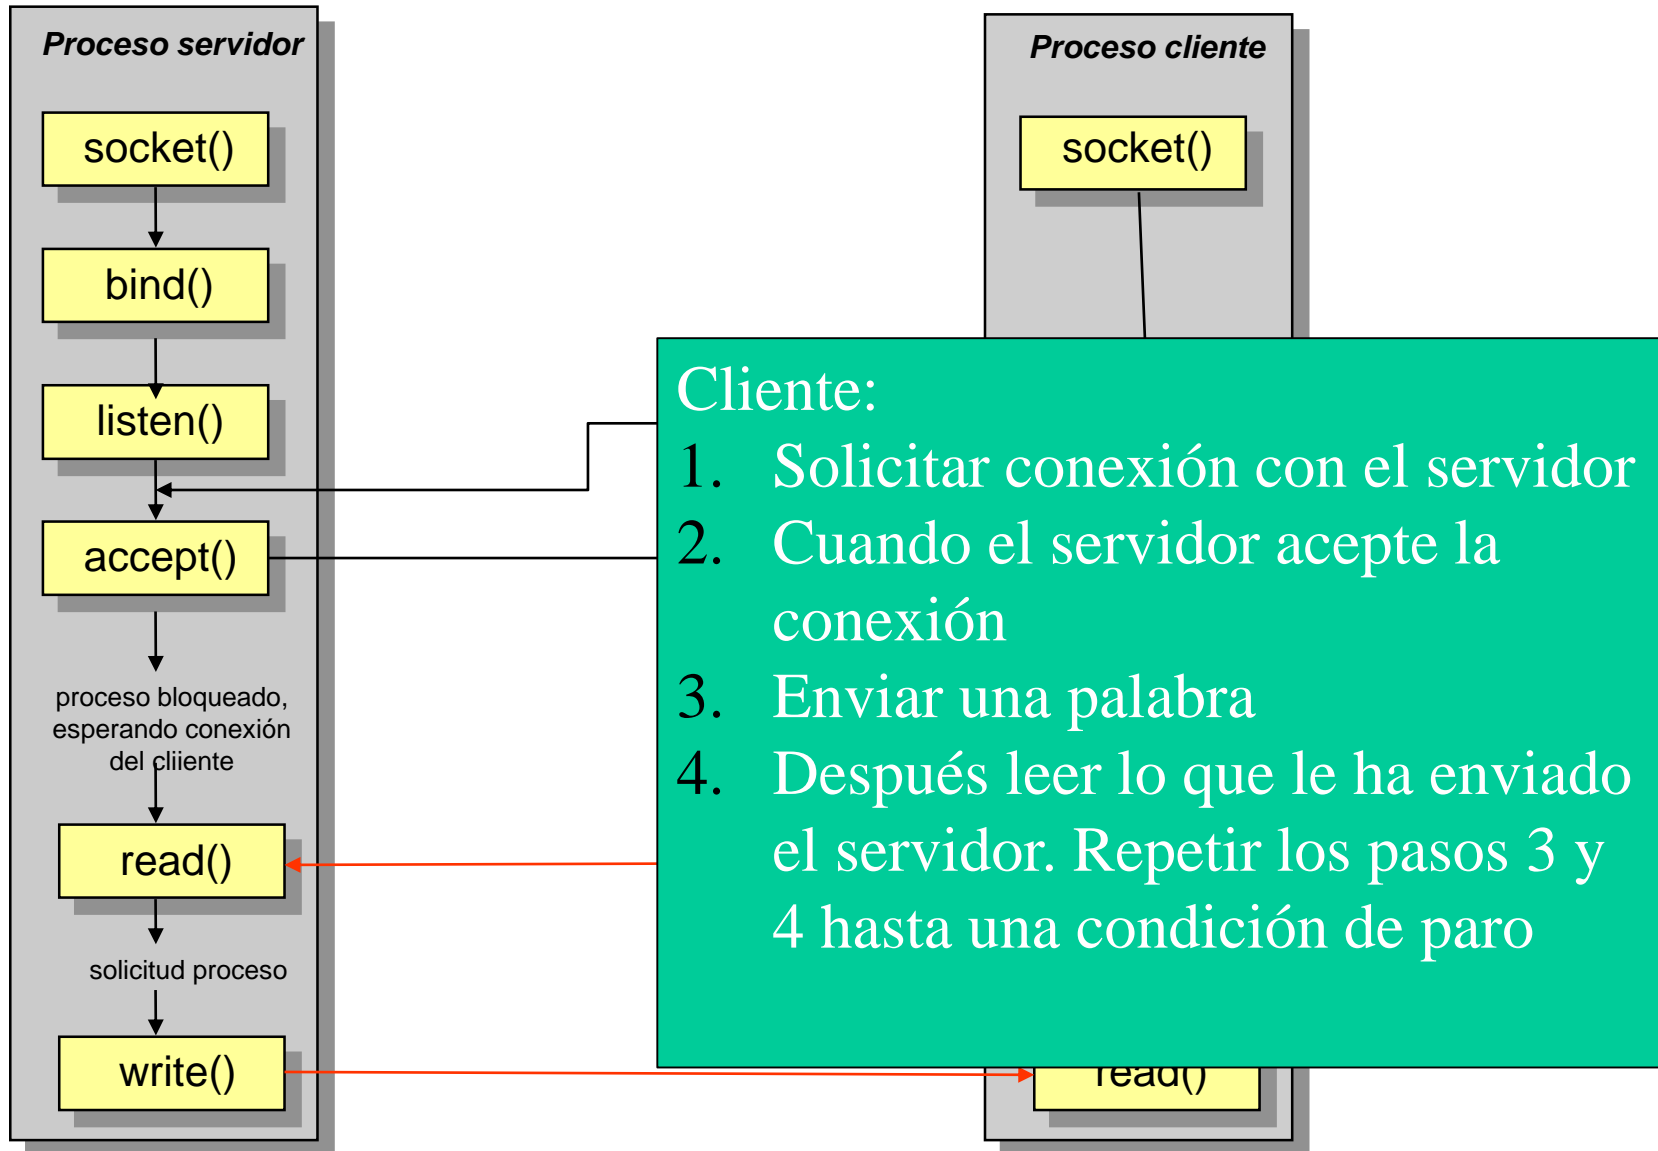 Proceso servidor
socket()
bind()
listen()
accept()
proceso bloqueado,
esperando conexión
del cliiente
read()
solicitud proceso
write()
Proceso cliente
socket()
Cliente:
1. Solicitar conexión con el servidor
2. Cuando el servidor acepte la
conexión
3. Enviar una palabra
4. Después leer lo que le ha enviado
el servidor. Repetir los pasos 3 y
4 hasta una condición de paro
read()